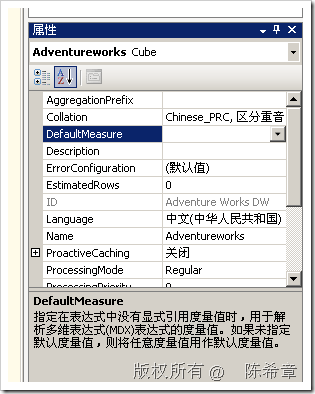 属性
Adventureworks Cube
AggregationPrefix
Collation Chinese_PRC, 区分重音
DefaultMeasure
Description
ErrorConfiguration (默认值)
EstimatedRows 0
ID Adventure Works DW
Language 中文(中华人民共和国)
Name Adventureworks
ProactiveCaching 关闭
ProcessingMode Regular
ProcessingPriority 0
DefaultMeasure
指定在表达式中没有显式引用度量值时，用于解
析多维表达式(MDX)表达式的度量值。如果未指定
默认度量值，则将任意度量值用作默认度量值。
版权所有 @ 陈希章